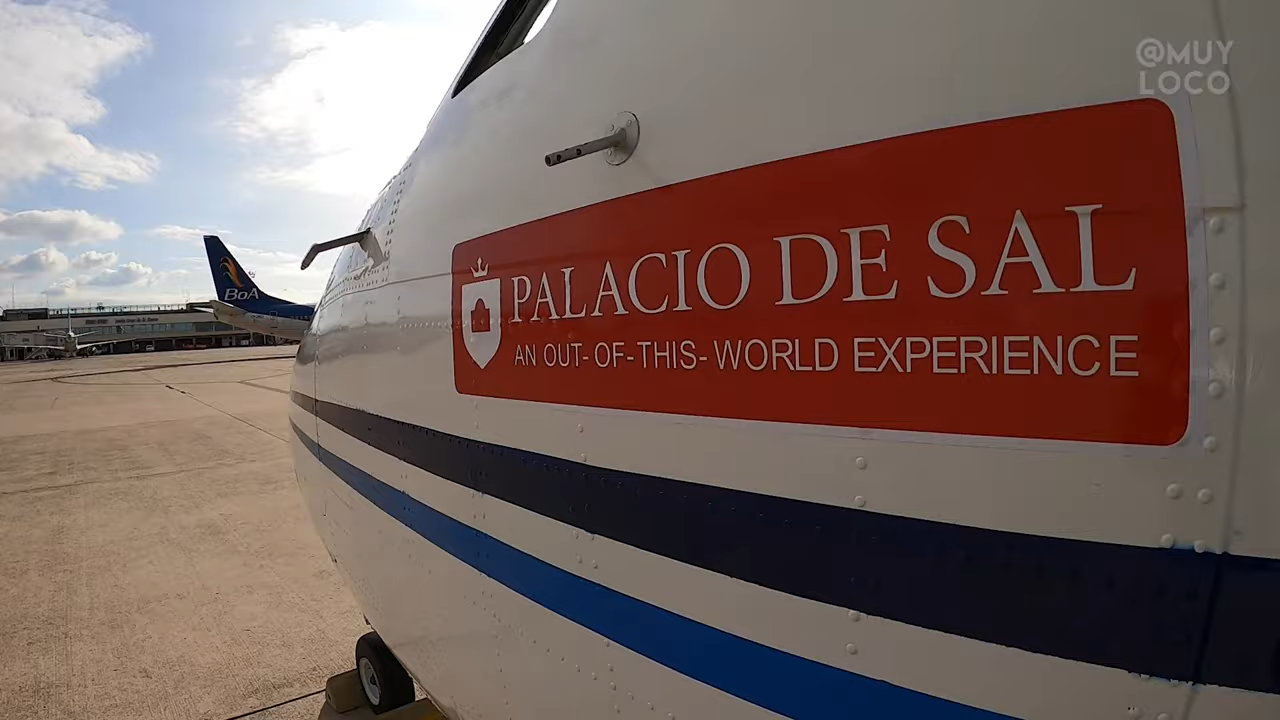 @MUY
LOCO
BoA
PALACIO DE SAL
AN OUT-OF-THIS-WORLD EXPERIENCE